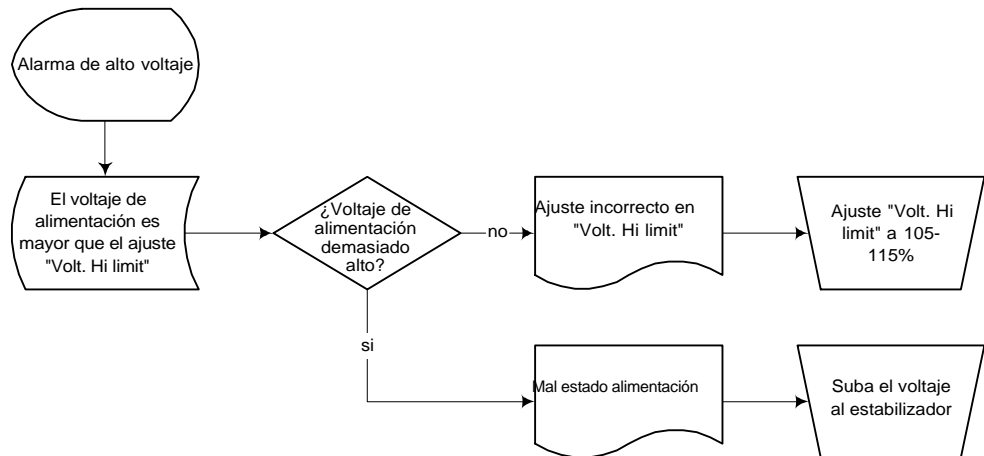 Alarma de alto voltaje
El voltaje de
alimentación es
mayor que el ajuste
"Volt. Hi limit"
¿Voltaje de
alimentación
demasiado
alto?
no
Ajuste incorrecto en
"Volt. Hi limit"
Ajuste "Volt. Hi
limit" a 105-
115%
si
Mal estado alimentación
Suba el voltaje
al estabilizador